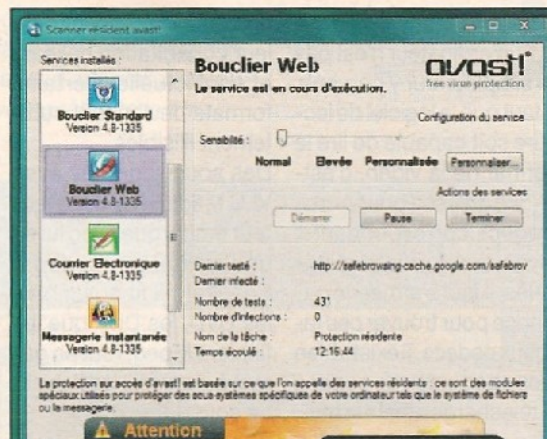 Scanner résident avast!
Services installés :
Bouclier Standard
Version 4.8-1335
Bouclier Web
Version 4.8-1335
Courrier Electronique
Version 4.8-1335
Messagerie Instantanée
Version 4.8-1335
Bouclier Web
Le service est en cours d'exécution.
avast!
free virus protection
Configuration du service
Sensibilité :
Normal Elevée Personnalisée Personnaliser...
Actions des services
Démarrer Pause Terminer
Dernier testé : http://safebrowsing-cache.google.com/safebrov
Dernier infecté :
Nombre de tests : 431
Nombre d'infections : 0
Nom de la tâche : Protection résidente
Temps écoulé : 12:16:44
La protection sur accès d'avast! est basée sur ce que l'on appelle des services résidents : ce sont des modules
spéciaux utilisés pour protéger des sous-systèmes spécifiques de votre ordinateur tels que le système de fichiers
ou la messagerie.
Attention